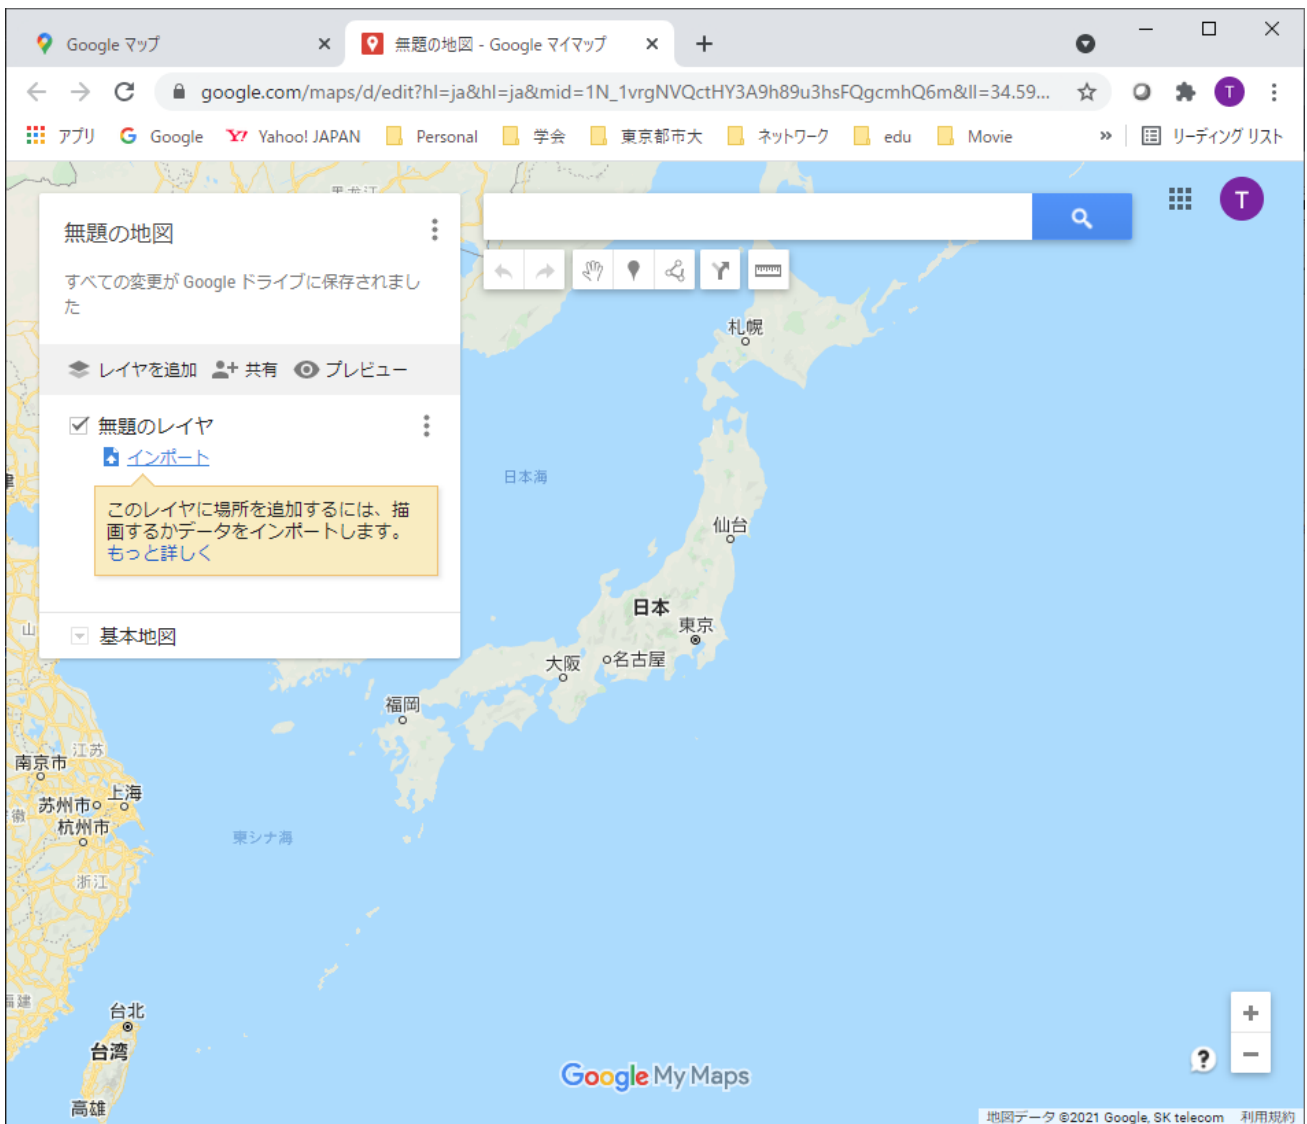 Google マップ
無題の地図 - Google マイマップ
google.com/maps/d/edit?hl=ja&hl=ja&mid=1N_1vrgNVQctHY3A9h89u3hsFQgcmhQ6m&ll=34.59...
T
アプリ
Google
Yahoo! JAPAN
Personal
学会
東京都市大
ネットワーク
edu
Movie
»
リーディング リスト
無題の地図
すべての変更が Google ドライブに保存されまし
た
レイヤを追加
共有
プレビュー
無題のレイヤ
インポート
このレイヤに場所を追加するには、描
画するかデータをインポートします。
もっと詳しく
基本地図
T
札幌
日本海
仙台
日本
東京
名古屋
大阪
福岡
山
江苏
南京市
上海
苏州市
杭州市
浙江
東シナ海
台北
台湾
高雄
Google My Maps
?
地図データ ©2021 Google, SK telecom
利用規約